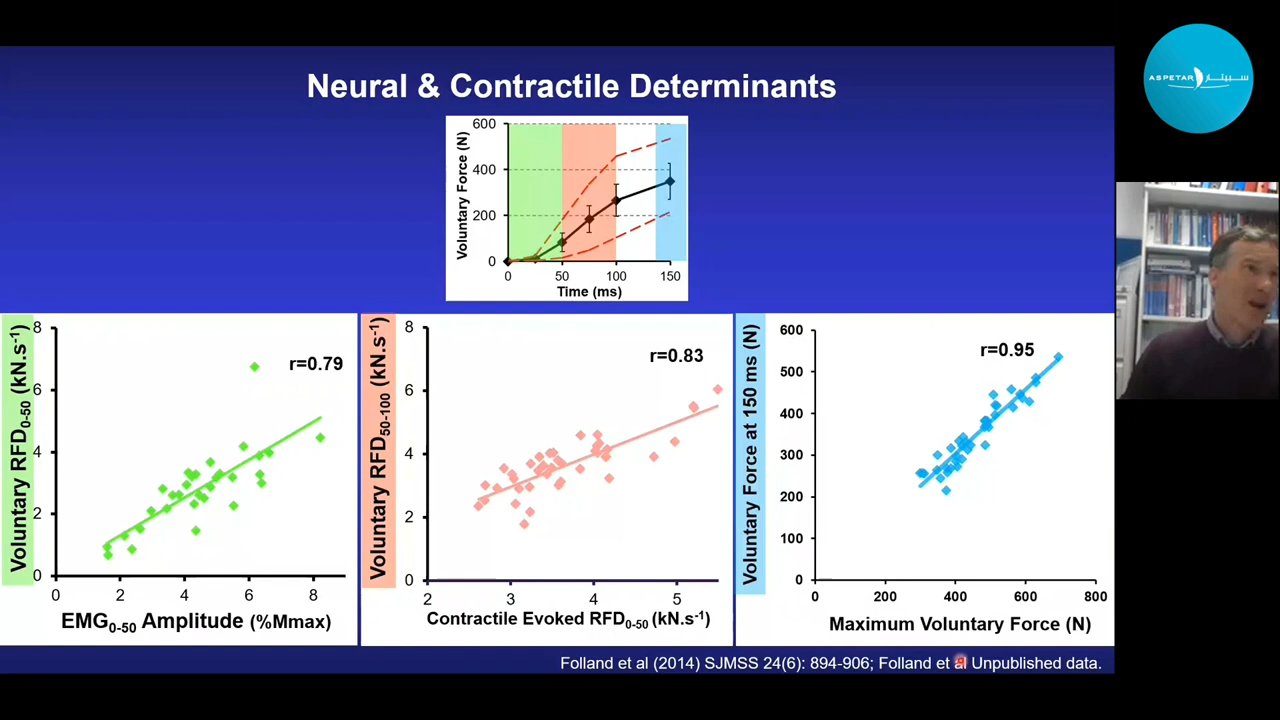 Neural & Contractile Determinants
Voluntary Force (N)
600
400
200
0
0 50 100 150
Time (ms)
Voluntary RFD0-50 (kN.s-1)
8
6
4
2
0
r=0.79
0 2 4 6 8
EMG0-50 Amplitude (%Mmax)
Voluntary RFD50-100 (kN.s-1)
8
6
4
2
0
r=0.83
2 3 4 5
Contractile Evoked RFD0-50 (kN.s-1)
Voluntary Force at 150 ms (N)
600
500
400
300
200
100
0
r=0.95
0 200 400 600 800
Maximum Voluntary Force (N)
Folland et al (2014) SJMSS 24(6): 894-906; Folland et al Unpublished data.
ASPETAR سبيتار